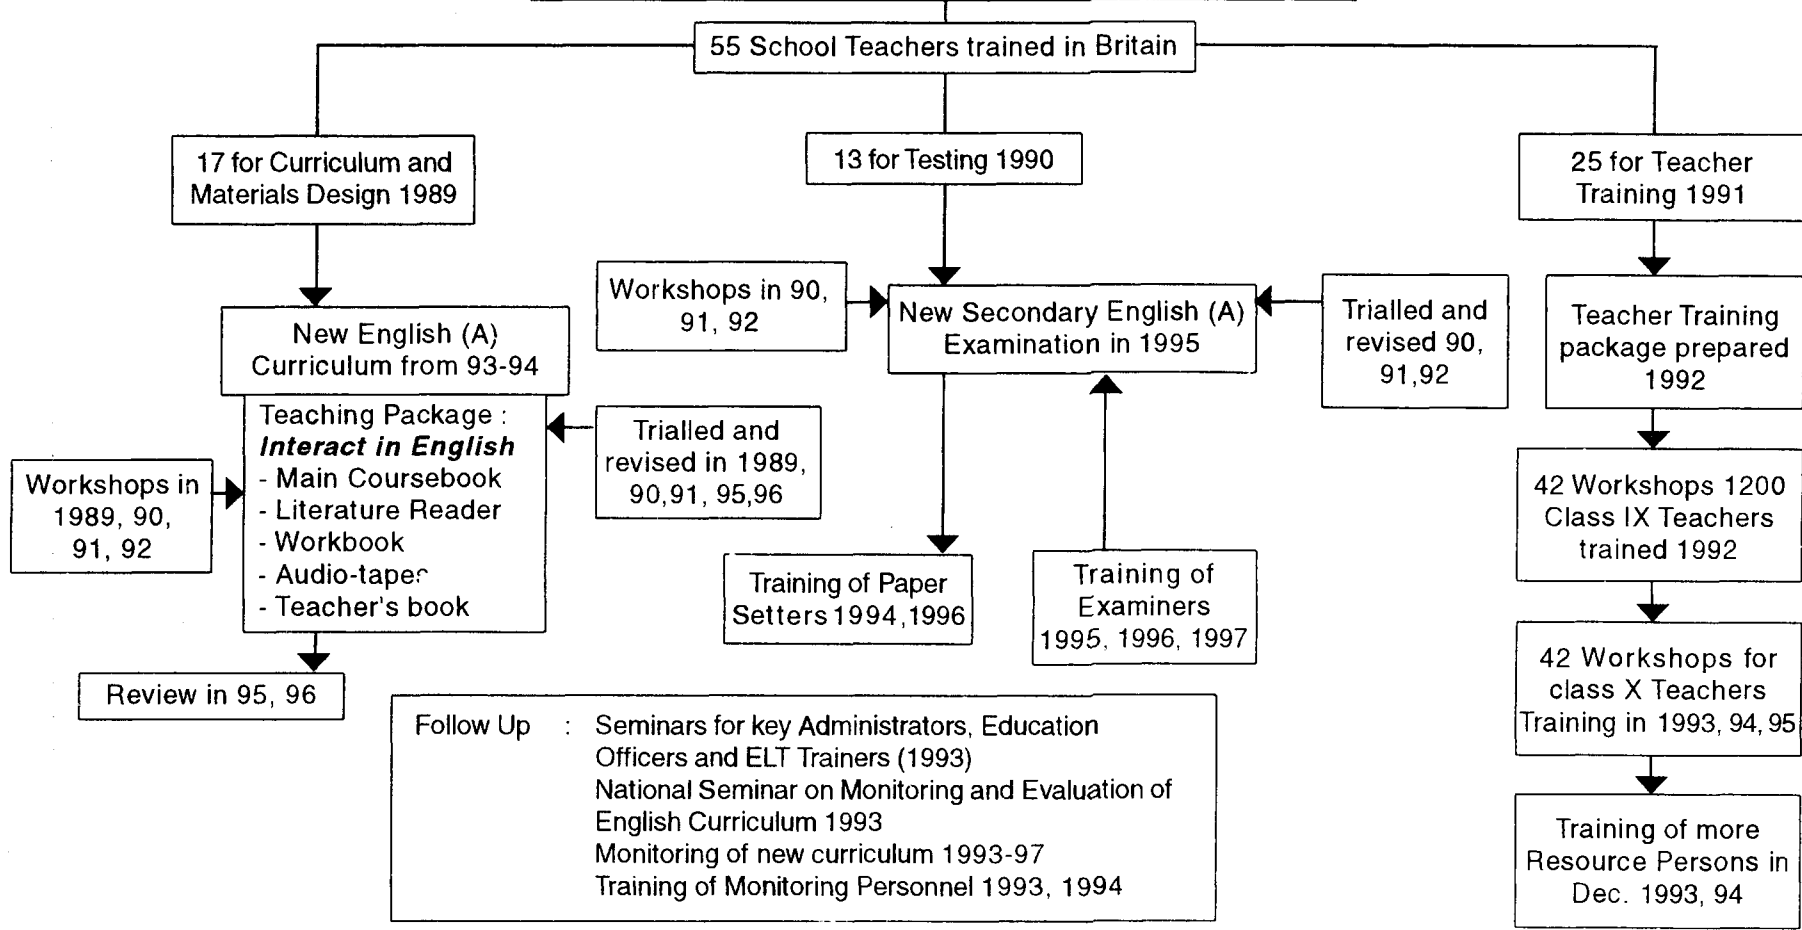 55 School Teachers trained in Britain
17 for Curriculum and
Materials Design 1989
13 for Testing 1990
25 for Teacher
Training 1991
New English (A)
Curriculum from 93-94
Teaching Package :
Interact in English
- Main Coursebook
- Literature Reader
- Workbook
- Audio-tapes
- Teacher's book
Workshops in
1989, 90,
91, 92
Trialled and
revised in 1989,
90,91, 95,96
Review in 95, 96
Workshops in 90,
91, 92
New Secondary English (A)
Examination in 1995
Trialled and
revised 90,
91,92
Training of Paper
Setters 1994,1996
Training of
Examiners
1995, 1996, 1997
Teacher Training
package prepared
1992
42 Workshops 1200
Class IX Teachers
trained 1992
42 Workshops for
class X Teachers
Training in 1993, 94,95
Training of more
Resource Persons in
Dec. 1993, 94
Follow Up : Seminars for key Administrators, Education
Officers and ELT Trainers (1993)
National Seminar on Monitoring and Evaluation of
English Curriculum 1993
Monitoring of new curriculum 1993-97
Training of Monitoring Personnel 1993, 1994